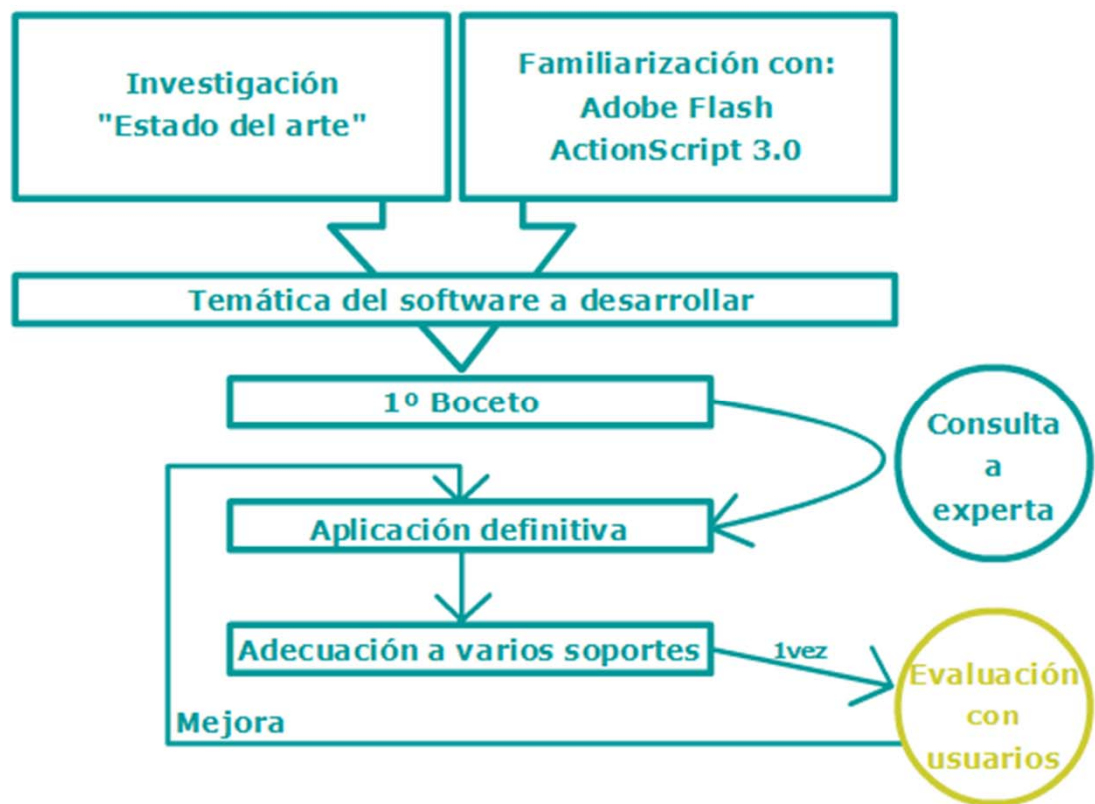 Investigación
"Estado del arte"
Familiarización con:
Adobe Flash
ActionScript 3.0
Temática del software a desarrollar
1º Boceto
Consulta
a
experta
Aplicación definitiva
Adecuación a varios soportes
1vez
Evaluación
con
usuarios
Mejora